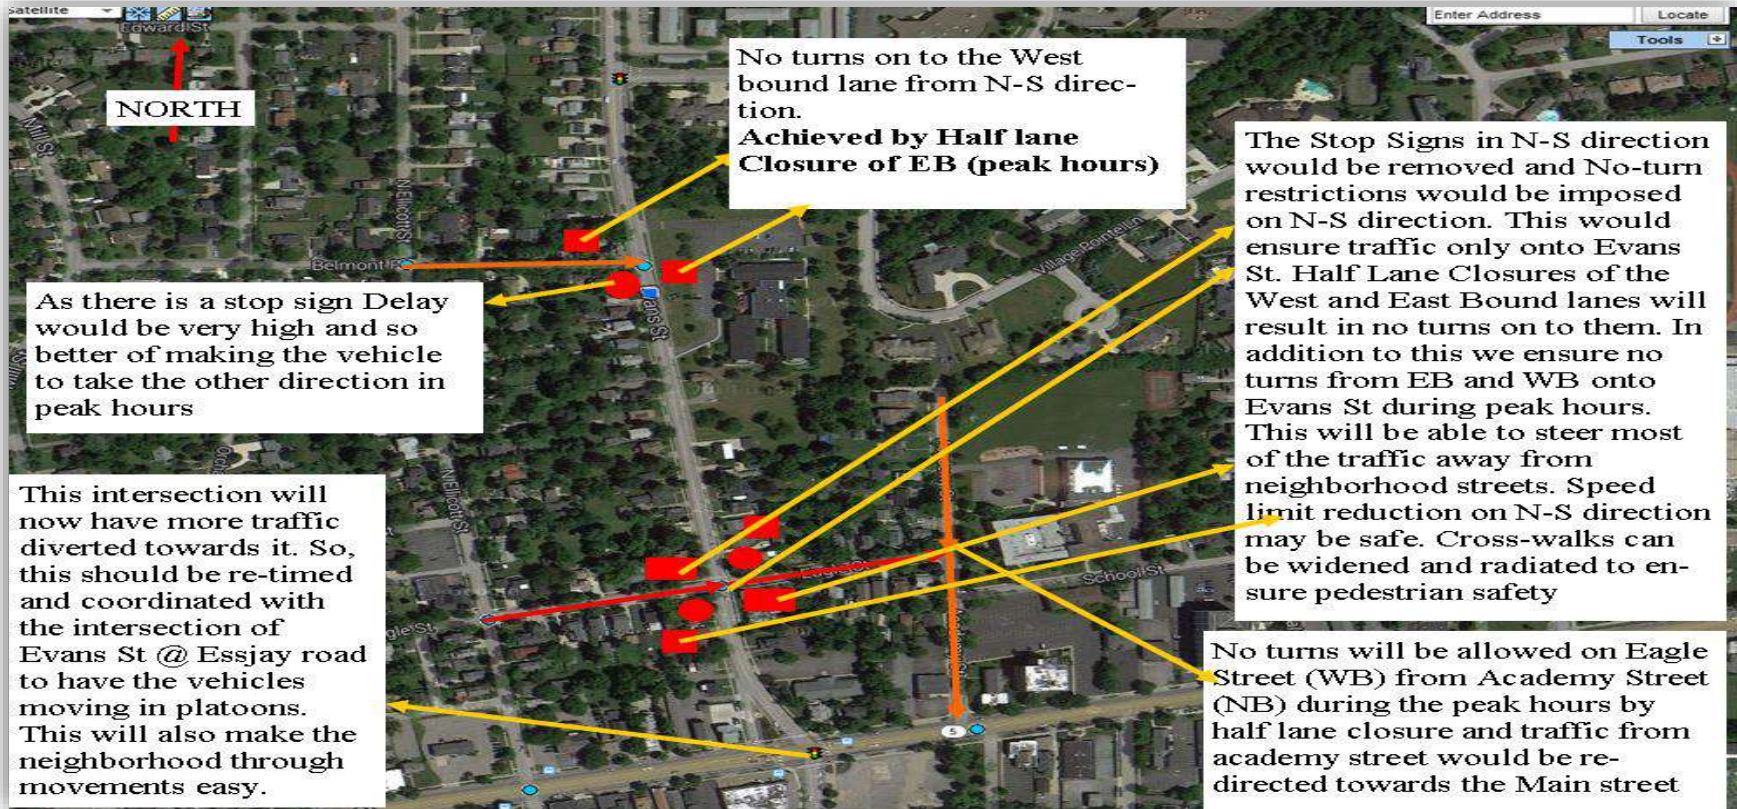 Satellite
Enter Address
Locate
Tools
Edward St
NORTH
Mill St
N Ellicott St
No turns on to the West
bound lane from N-S direc-
tion.
Achieved by Half lane
Closure of EB (peak hours)
The Stop Signs in N-S direction
would be removed and No-turn
restrictions would be imposed
on N-S direction. This would
ensure traffic only onto Evans
St. Half Lane Closures of the
West and East Bound lanes will
result in no turns on to them. In
addition to this we ensure no
turns from EB and WB onto
Evans St during peak hours.
This will be able to steer most
of the traffic away from
neighborhood streets. Speed
limit reduction on N-S direction
may be safe. Cross-walks can
be widened and radiated to en-
sure pedestrian safety
Village Pointe Ln
Belmont
ans St
As there is a stop sign Delay
would be very high and so
better of making the vehicle
to take the other direction in
peak hours
N Ellicott St
This intersection will
now have more traffic
diverted towards it. So,
this should be re-timed
and coordinated with
the intersection of
Evans St @ Essjay road
to have the vehicles
moving in platoons.
This will also make the
neighborhood through
movements easy.
Eagle St
School St
gle St
No turns will be allowed on Eagle
Street (WB) from Academy Street
(NB) during the peak hours by
half lane closure and traffic from
academy street would be re-
directed towards the Main street
5